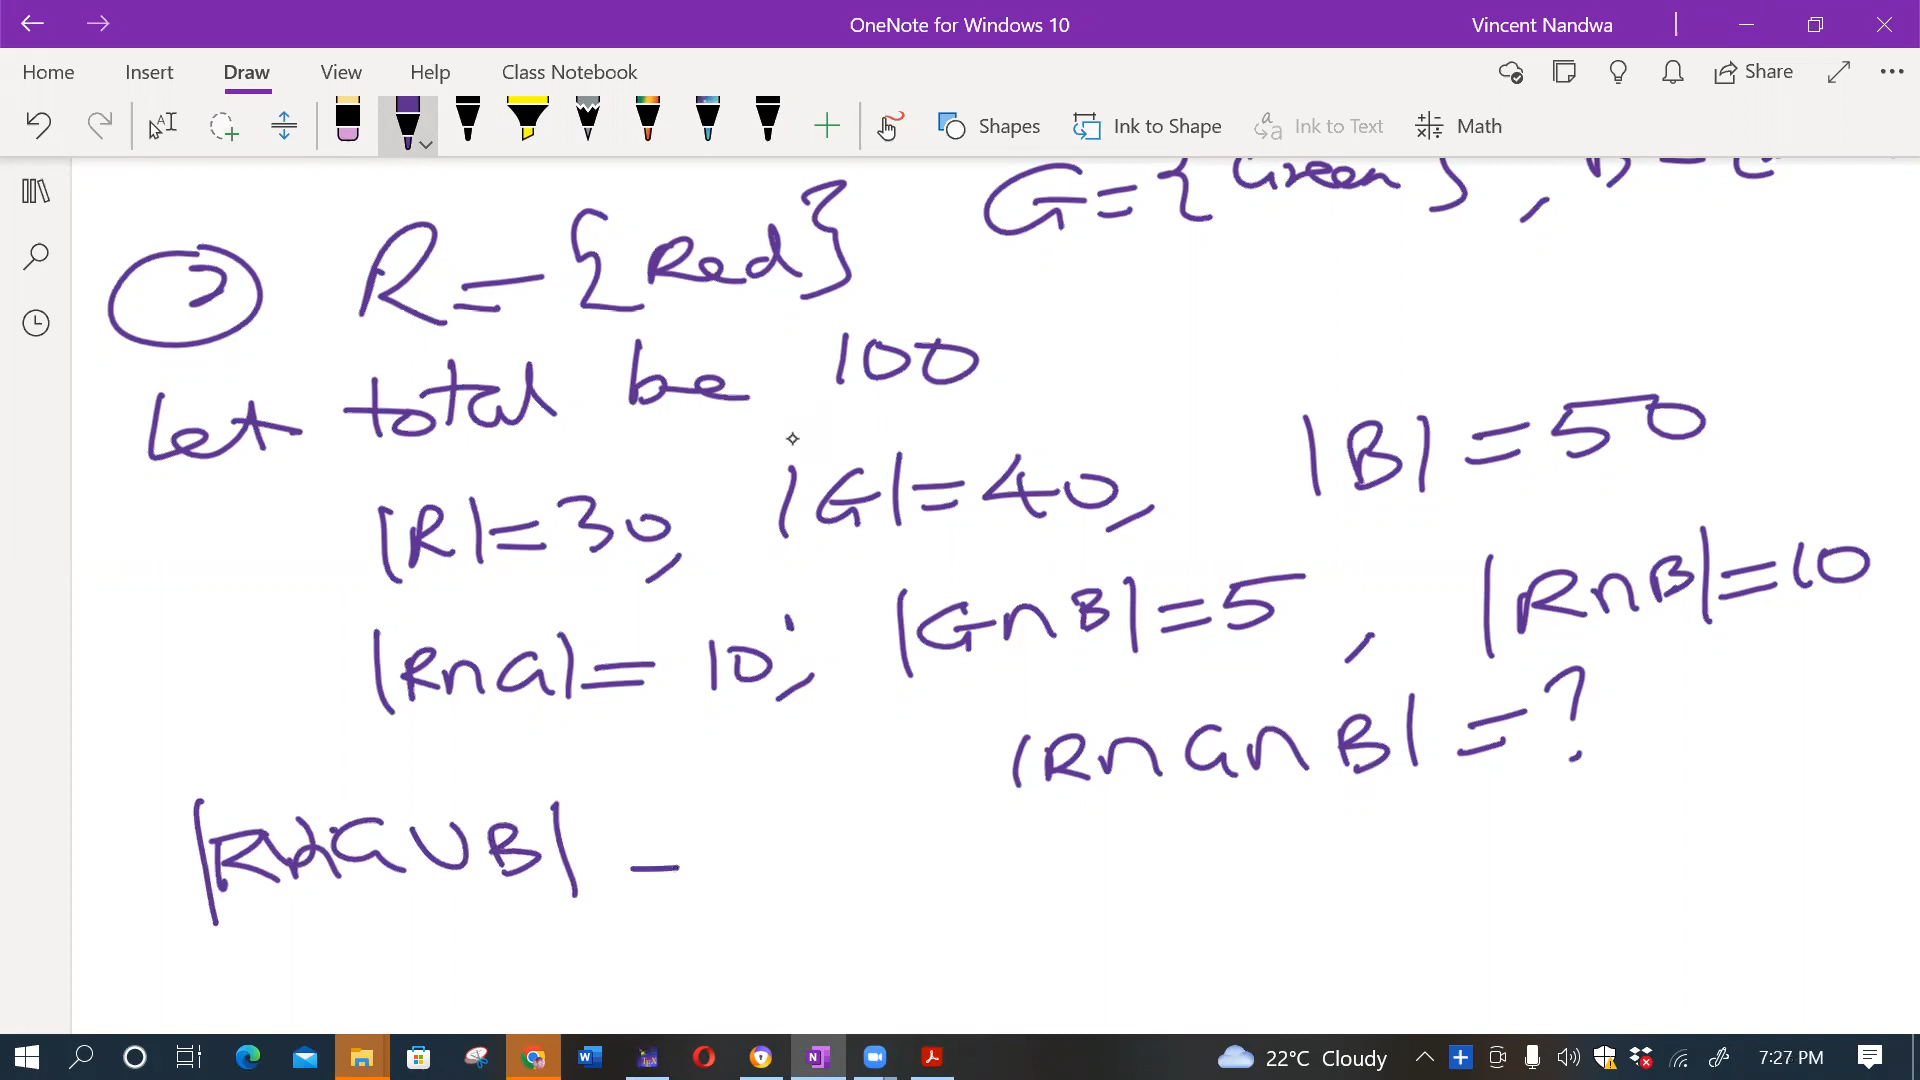 OneNote for Windows 10
Vincent Nandwa
Home Insert Draw View Help Class Notebook
Share
Shapes Ink to Shape Ink to Text Math
G={Green}, B=
2 R={Red}
let total be 100
|R|=30, |G|=40, |B|=50
|R∩G|=10, |G∩B|=5, |R∩B|=10
|R∩G∩B|=?
|R∪G∪B| –
22°C Cloudy
7:27 PM